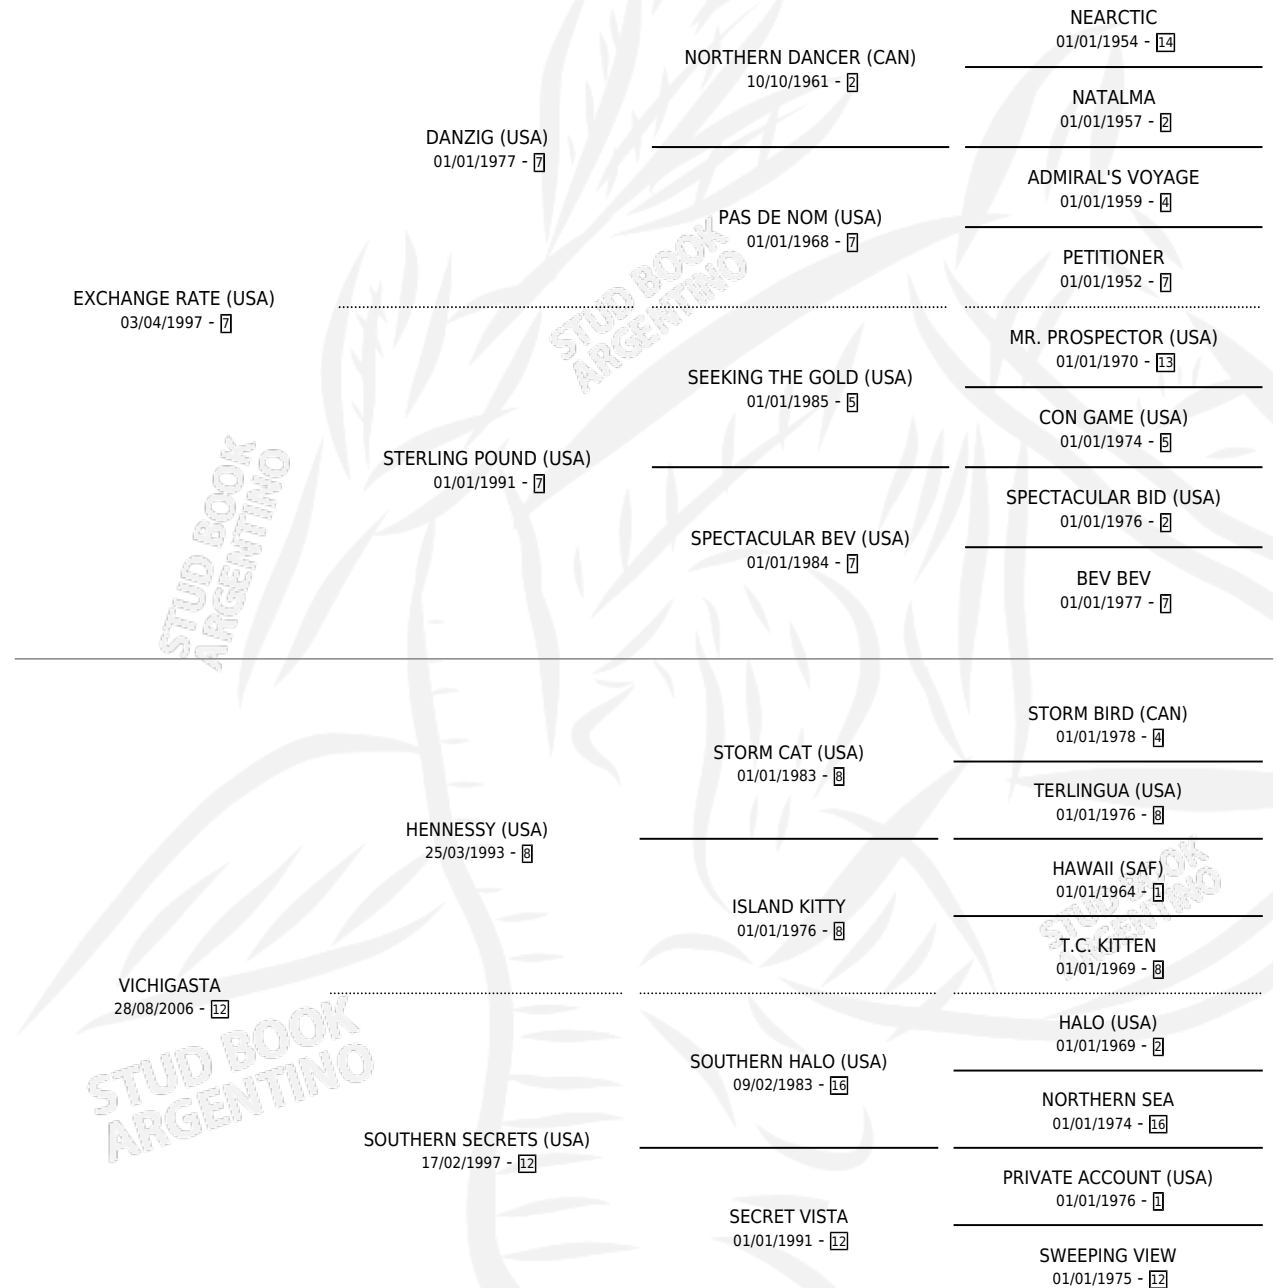 NEARCTIC
01/01/1954 - 14
NORTHERN DANCER (CAN)
10/10/1961 - 2
NATALMA
01/01/1957 - 2
DANZIG (USA)
01/01/1977 - 7
ADMIRAL'S VOYAGE
01/01/1959 - 4
PAS DE NOM (USA)
01/01/1968 - 7
PETITIONER
01/01/1952 - 7
EXCHANGE RATE (USA)
03/04/1997 - 7
MR. PROSPECTOR (USA)
01/01/1970 - 13
SEEKING THE GOLD (USA)
01/01/1985 - 5
CON GAME (USA)
01/01/1974 - 5
STERLING POUND (USA)
01/01/1991 - 7
SPECTACULAR BID (USA)
01/01/1976 - 2
SPECTACULAR BEV (USA)
01/01/1984 - 7
BEV BEV
01/01/1977 - 7
STORM BIRD (CAN)
01/01/1978 - 4
STORM CAT (USA)
01/01/1983 - 8
TERLINGUA (USA)
01/01/1976 - 8
HENNESSY (USA)
25/03/1993 - 8
HAWAII (SAF)
01/01/1964 - 1
ISLAND KITTY
01/01/1976 - 8
T.C. KITTEN
01/01/1969 - 8
VICHIGASTA
28/08/2006 - 12
HALO (USA)
01/01/1969 - 2
SOUTHERN HALO (USA)
09/02/1983 - 16
NORTHERN SEA
01/01/1974 - 16
SOUTHERN SECRETS (USA)
17/02/1997 - 12
PRIVATE ACCOUNT (USA)
01/01/1976 - 1
SECRET VISTA
01/01/1991 - 12
SWEEPING VIEW
01/01/1975 - 12
STUD BOOK
ARGENTINO
STUD BOOK
ARGENTINO
STUD BOOK
ARGENTINO
STUD BOOK
ARGENTINO